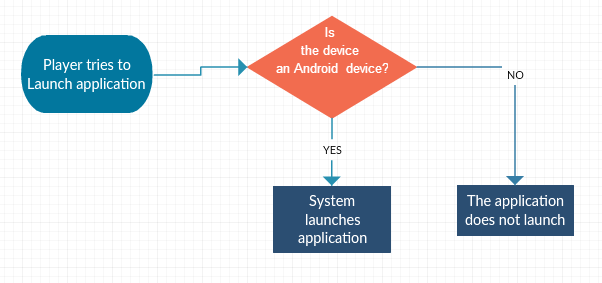 Player tries to
Launch application
Is
the device
an Android device?
NO
YES
System
launches
application
The application
does not launch